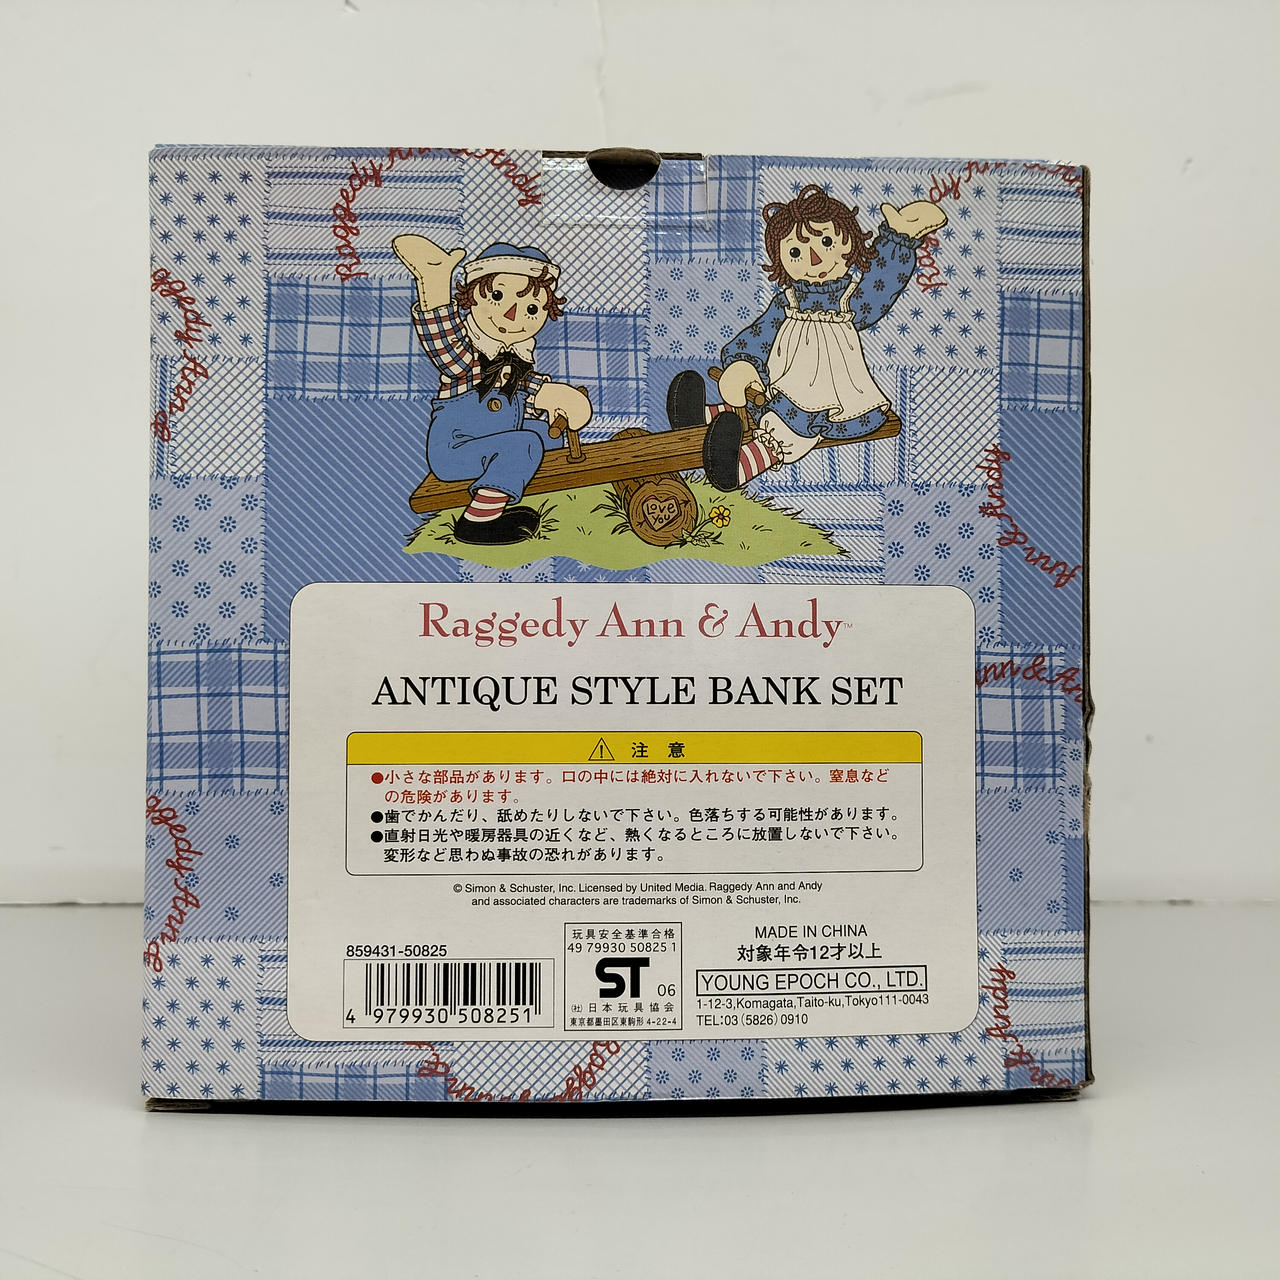 Love
You
Raggedy Ann & Andy™
ANTIQUE STYLE BANK SET
⚠ 注 意
●小さな部品があります。口の中には絶対に入れないで下さい。窒息など
の危険があります。
●歯でかんだり、舐めたりしないで下さい。色落ちする可能性があります。
●直射日光や暖房器具の近くなど、熱くなるところに放置しないで下さい。
変形など思わぬ事故の恐れがあります。
© Simon & Schuster, Inc. Licensed by United Media. Raggedy Ann and Andy
and associated characters are trademarks of Simon & Schuster, Inc.
859431-50825
4 979930 508251
玩具安全基準合格
49 79930 50825 1
ST 06
(社) 日本玩具協会
東京都墨田区東駒形 4-22-4
MADE IN CHINA
対象年令12才以上
YOUNG EPOCH CO., LTD.
1-12-3,Komagata,Taito-ku,Tokyo111-0043
TEL:03(5826)0910